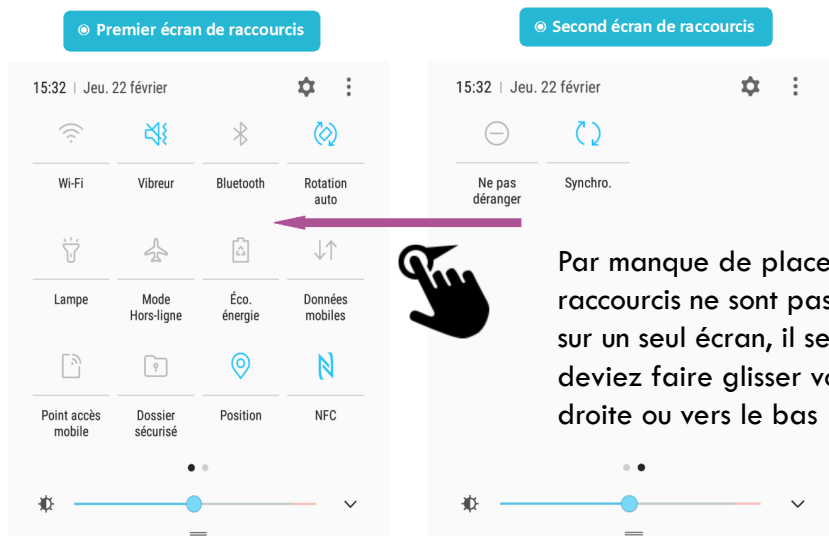 Premier écran de raccourcis
15:32 | Jeu. 22 février
Wi-Fi
Vibreur
Bluetooth
Rotation
auto
Lampe
Mode
Hors-ligne
Éco.
énergie
Données
mobiles
Point accès
mobile
Dossier
sécurisé
Position
NFC
Second écran de raccourcis
15:32 | Jeu. 22 février
Ne pas
déranger
Synchro.
Par manque de place
raccourcis ne sont pas
sur un seul écran, il se
deviez faire glisser vo
droite ou vers le bas